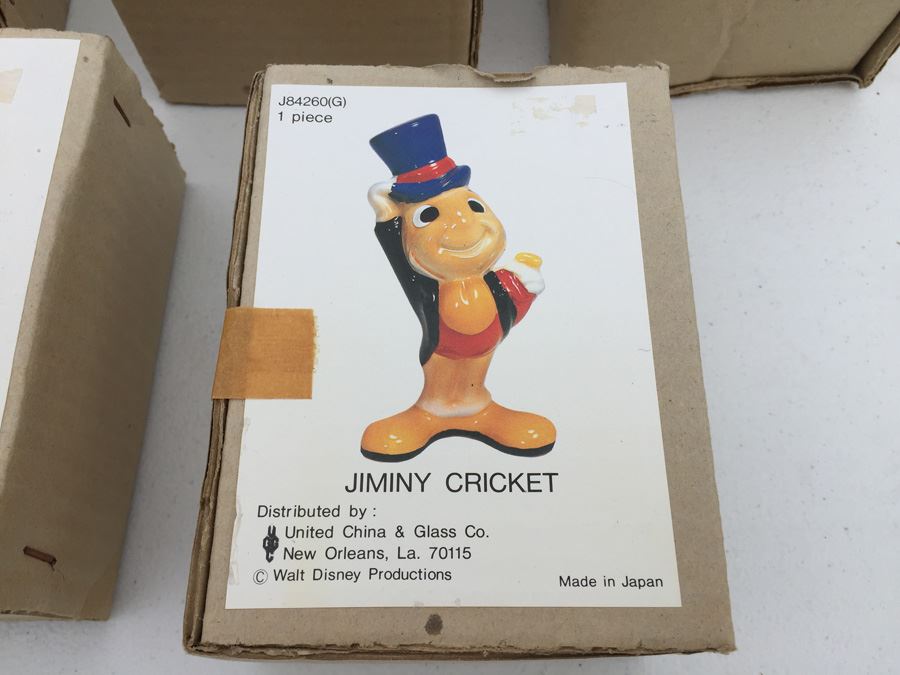 J84260(G)
1 piece
JIMINY CRICKET
Distributed by :
United China & Glass Co.
New Orleans, La. 70115
© Walt Disney Productions
Made in Japan